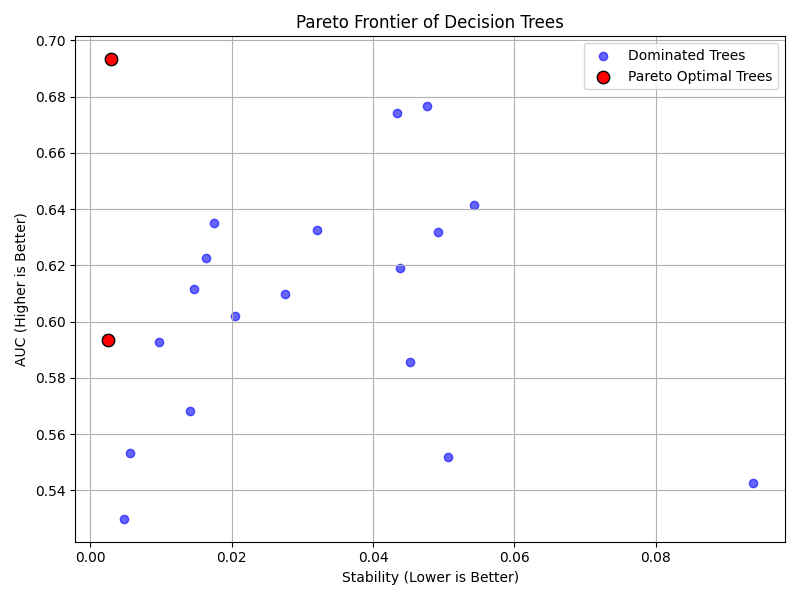 Pareto Frontier of Decision Trees
Dominated Trees
Pareto Optimal Trees
AUC (Higher is Better)
0.70
0.68
0.66
0.64
0.62
0.60
0.58
0.56
0.54
0.00 0.02 0.04 0.06 0.08
Stability (Lower is Better)